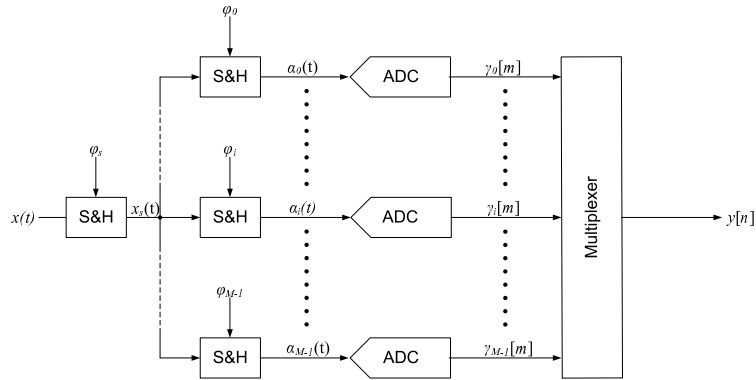 φ0
S&H
α0(t)
ADC
γ0[m]
φs
φi
x(t)
S&H
xs(t)
S&H
αi(t)
ADC
γi[m]
Multiplexer
y[n]
φM-1
S&H
αM-1(t)
ADC
γM-1[m]